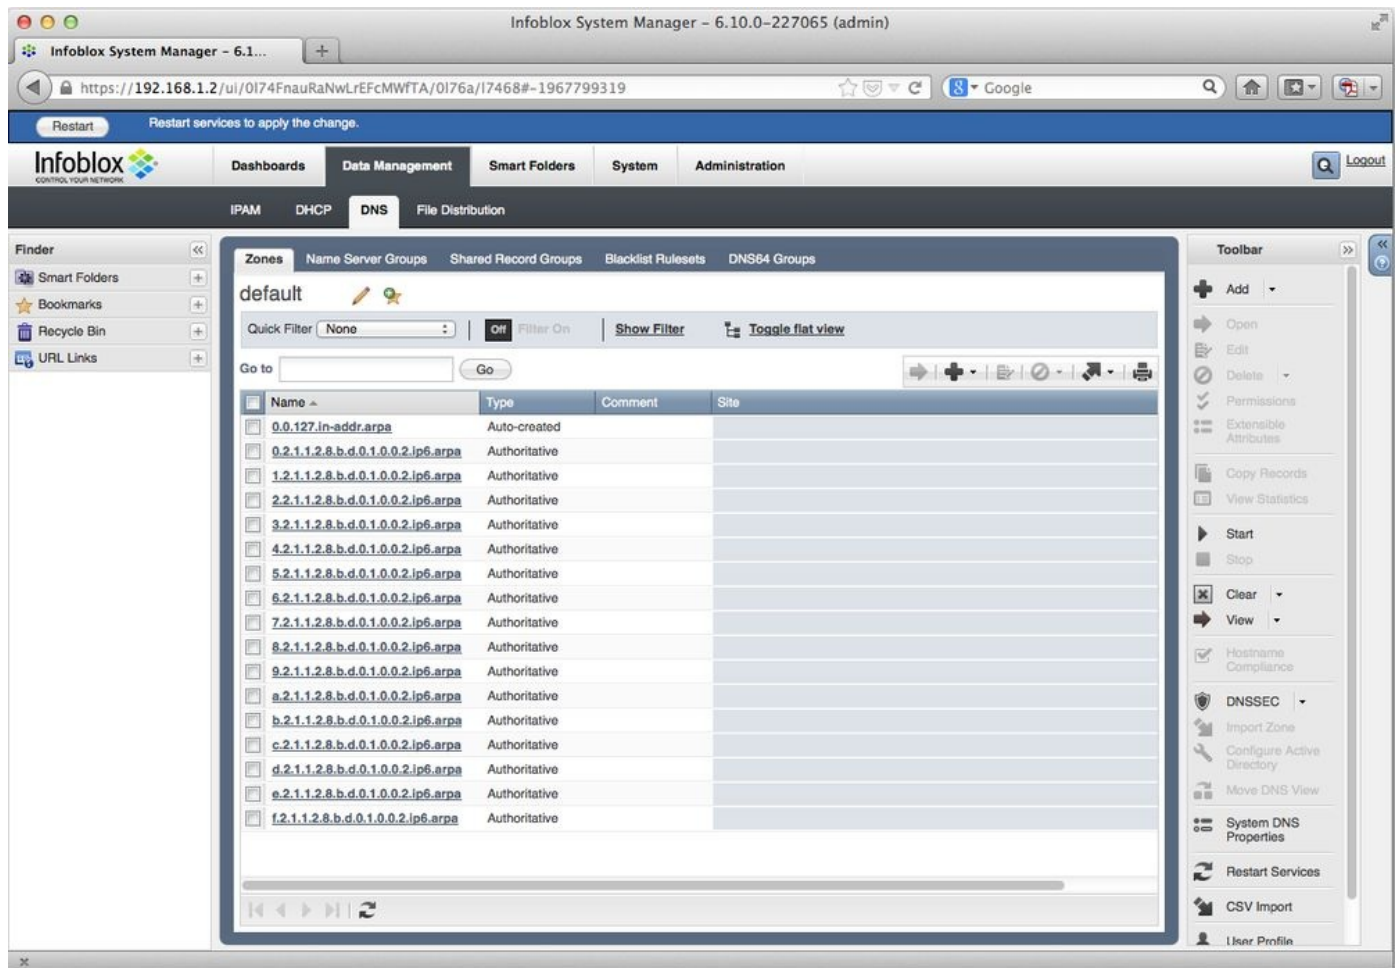 Infoblox System Manager – 6.10.0-227065 (admin)
Infoblox System Manager – 6.1...
https://192.168.1.2/ui/0I74FnauRaNwLrEFcMWfTA/0I76a/I7468#-1967799319
Google
Restart
Restart services to apply the change.
Infoblox
CONTROL YOUR NETWORK
Dashboards
Data Management
Smart Folders
System
Administration
Logout
IPAM
DHCP
DNS
File Distribution
Finder
Smart Folders
Bookmarks
Recycle Bin
URL Links
Zones
Name Server Groups
Shared Record Groups
Blacklist Rulesets
DNS64 Groups
default
Quick Filter
None
Off
Filter On
Show Filter
Toggle flat view
Go to
Go
Name
Type
Comment
Site
0.0.127.in-addr.arpa Auto-created
0.2.1.1.2.8.b.d.0.1.0.0.2.ip6.arpa Authoritative
1.2.1.1.2.8.b.d.0.1.0.0.2.ip6.arpa Authoritative
2.2.1.1.2.8.b.d.0.1.0.0.2.ip6.arpa Authoritative
3.2.1.1.2.8.b.d.0.1.0.0.2.ip6.arpa Authoritative
4.2.1.1.2.8.b.d.0.1.0.0.2.ip6.arpa Authoritative
5.2.1.1.2.8.b.d.0.1.0.0.2.ip6.arpa Authoritative
6.2.1.1.2.8.b.d.0.1.0.0.2.ip6.arpa Authoritative
7.2.1.1.2.8.b.d.0.1.0.0.2.ip6.arpa Authoritative
8.2.1.1.2.8.b.d.0.1.0.0.2.ip6.arpa Authoritative
9.2.1.1.2.8.b.d.0.1.0.0.2.ip6.arpa Authoritative
a.2.1.1.2.8.b.d.0.1.0.0.2.ip6.arpa Authoritative
b.2.1.1.2.8.b.d.0.1.0.0.2.ip6.arpa Authoritative
c.2.1.1.2.8.b.d.0.1.0.0.2.ip6.arpa Authoritative
d.2.1.1.2.8.b.d.0.1.0.0.2.ip6.arpa Authoritative
e.2.1.1.2.8.b.d.0.1.0.0.2.ip6.arpa Authoritative
f.2.1.1.2.8.b.d.0.1.0.0.2.ip6.arpa Authoritative
Toolbar
Add
Open
Edit
Delete
Permissions
Extensible
Attributes
Copy Records
View Statistics
Start
Stop
Clear
View
Hostname
Compliance
DNSSEC
Import Zone
Configure Active
Directory
Move DNS View
System DNS
Properties
Restart Services
CSV Import
User Profile